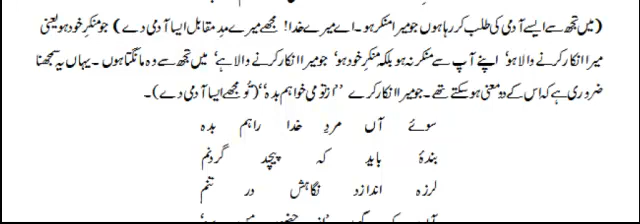 (میں تجھ سے ایسے آدمی کی طلب کر رہا ہوں جو میرا منکر ہو۔ اے میرے خدا! مجھے میرے مدِ مقابل ایسا آدمی دے) جو منکرِ خود ہو یعنی
میرا انکار کرنے والا ہو‘ اپنے آپ سے منکر نہ ہو بلکہ منکرِ خود ہو‘ جو میرا انکار کرنے والا ہے‘ میں تجھ سے وہ مانگتا ہوں۔ یہاں یہ سمجھنا
ضروری ہے کہ اس کے دو معنی ہو سکتے تھے۔ جو میرا انکار کرے ’’از تو می خواہم بدہ‘‘ (تُو مجھے ایسا آدمی دے)۔
سوئے آں مردِ خدا راہم بدہ
بندۂ باید کہ پیچد گردنم
لرزہ اندازد نگاہش در تنم